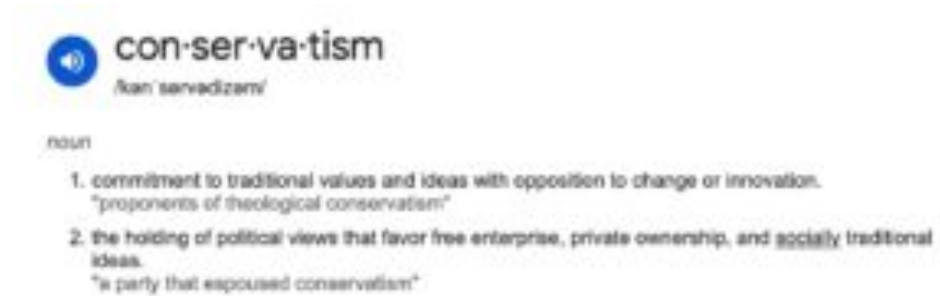 con·ser·va·tism
/kənˈsərvədizəm/
noun
1. commitment to traditional values and ideas with opposition to change or innovation.
"proponents of theological conservatism"
2. the holding of political views that favor free enterprise, private ownership, and socially traditional
ideas.
"a party that espoused conservatism"